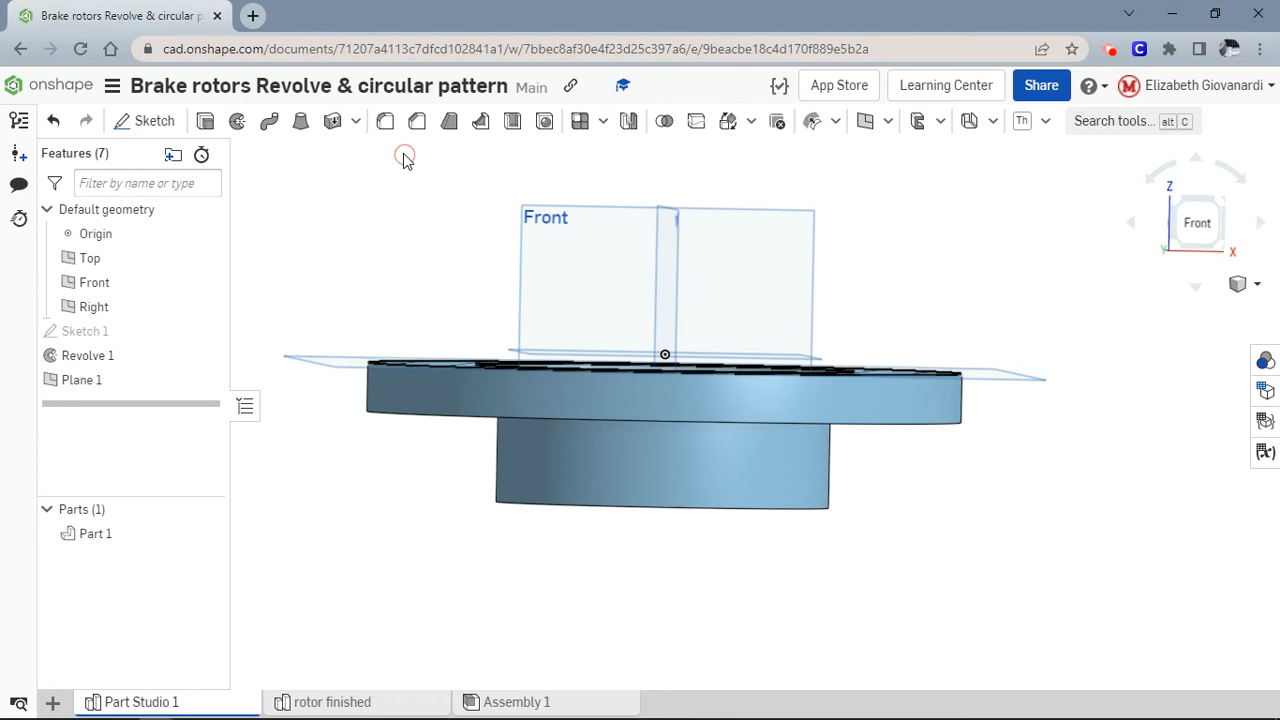 Brake rotors Revolve & circular p
cad.onshape.com/documents/71207a4113c7dfcd102841a1/w/7bbec8af30e4f23d25c397a6/e/9beacbe18c4d170f889e5b2a
onshape
Brake rotors Revolve & circular pattern
Main
App Store
Learning Center
Share
Elizabeth Giovanardi
Sketch
Th
Search tools...
alt C
Features (7)
Filter by name or type
Default geometry
Origin
Top
Front
Right
Sketch 1
Revolve 1
Plane 1
Parts (1)
Part 1
Front
Z
Front
Y
X
Part Studio 1
rotor finished
Assembly 1